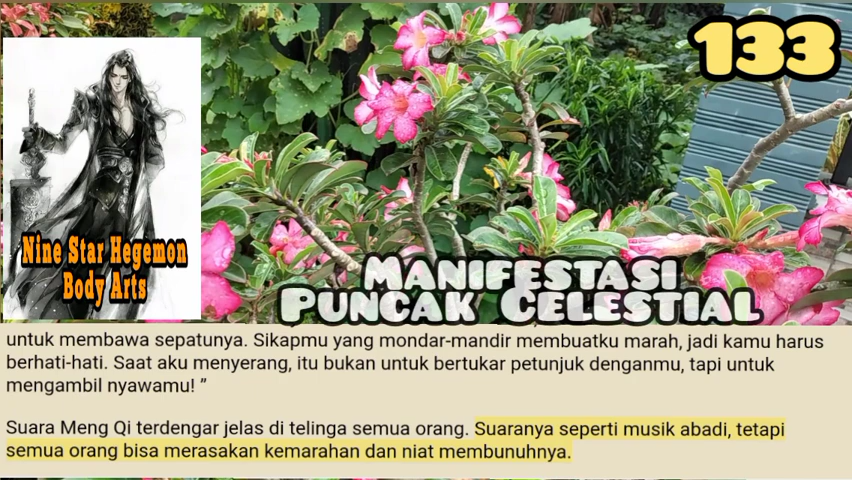 133
Nine Star Hegemon
Body Arts
MANIFESTASI
PUNCAK CELESTIAL
untuk membawa sepatunya. Sikapmu yang mondar-mandir membuatku marah, jadi kamu harus
berhati-hati. Saat aku menyerang, itu bukan untuk bertukar petunjuk denganmu, tapi untuk
mengambil nyawamu! ”
Suara Meng Qi terdengar jelas di telinga semua orang. Suaranya seperti musik abadi, tetapi
semua orang bisa merasakan kemarahan dan niat membunuhnya.